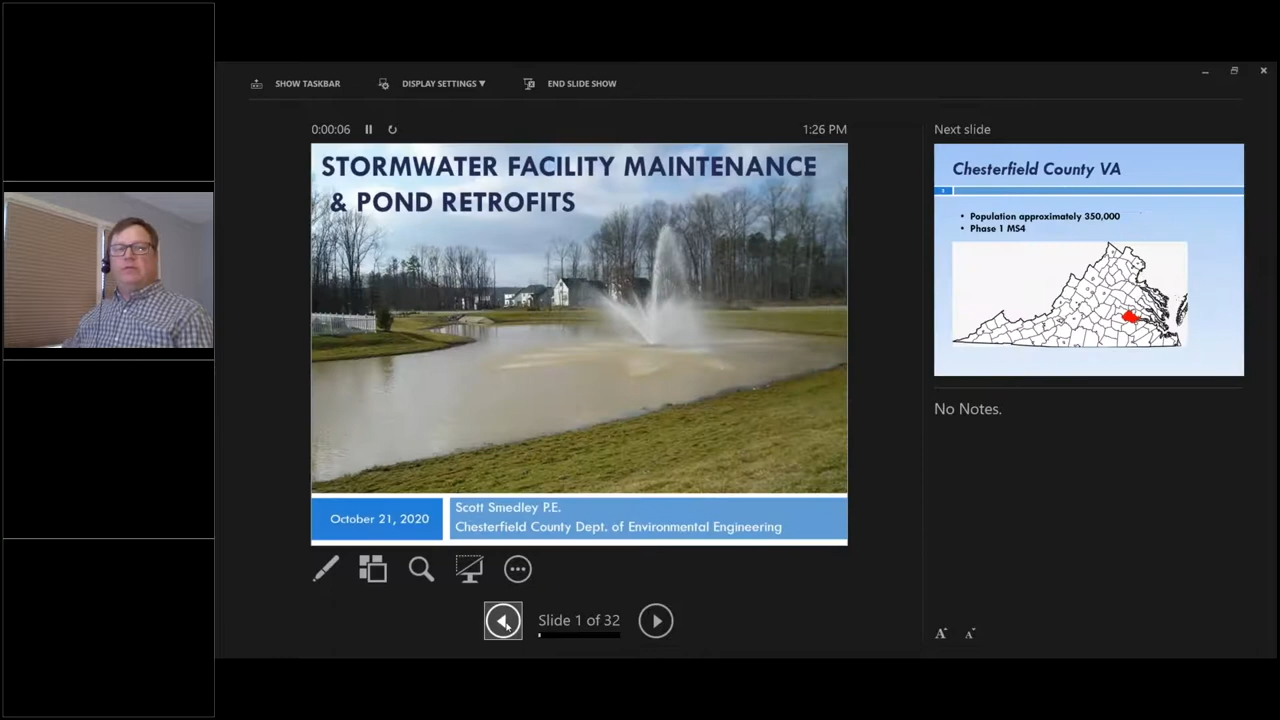 SHOW TASKBAR
DISPLAY SETTINGS ▼
END SLIDE SHOW
0:00:06
1:26 PM
STORMWATER FACILITY MAINTENANCE
& POND RETROFITS
October 21, 2020
Scott Smedley P.E.
Chesterfield County Dept. of Environmental Engineering
Slide 1 of 32
Next slide
Chesterfield County VA
• Population approximately 350,000
• Phase 1 MS4
No Notes.
A A